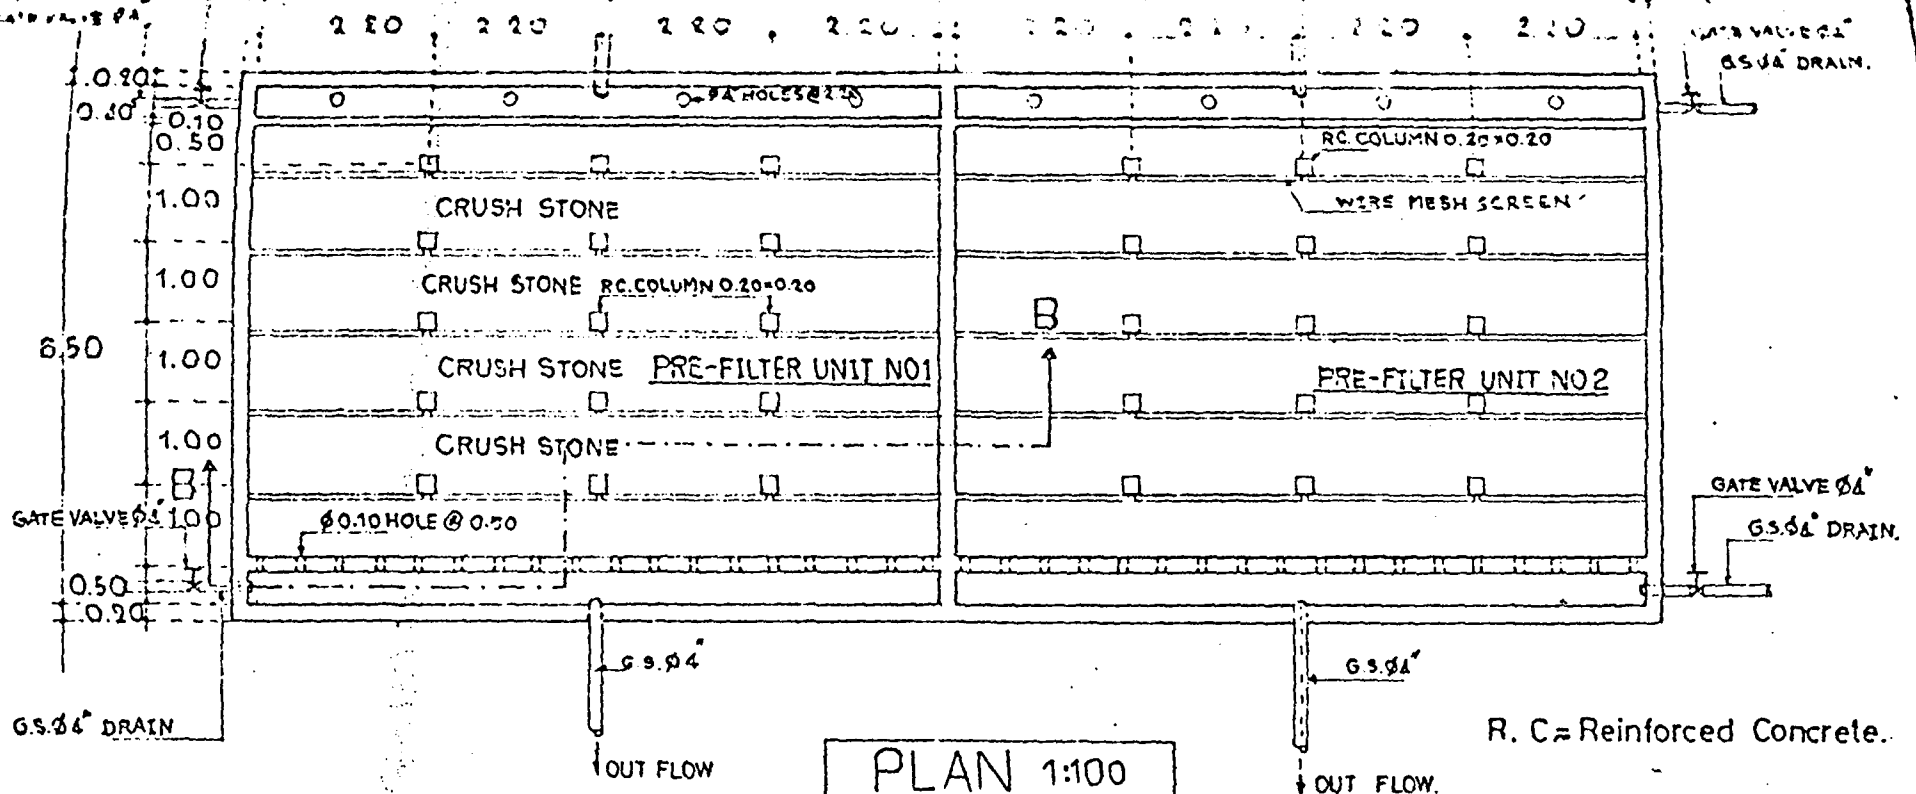 2 20 2 20 2 20 2.20 2.20 2.20 2.20
GATE VALVE
G.S Ø4" DRAIN.
0.20
0.10
0.50
Ø4 HOLES @ 2.20
RC. COLUMN 0.20×0.20
WIRE MESH SCREEN
1.00
CRUSH STONE
1.00
CRUSH STONE
RC. COLUMN 0.20×0.20
B
6.50
1.00
CRUSH STONE
PRE-FILTER UNIT NO1
PRE-FILTER UNIT NO2
1.00
CRUSH STONE
B
GATE VALVE Ø4"
1.00
Ø0.10 HOLE @ 0.50
GATE VALVE Ø4"
G.S.Ø4" DRAIN.
0.50
0.20
G.S.Ø4"
G.S.Ø4"
G.S.Ø4" DRAIN
R. C = Reinforced Concrete.
OUT FLOW
PLAN 1:100
OUT FLOW.